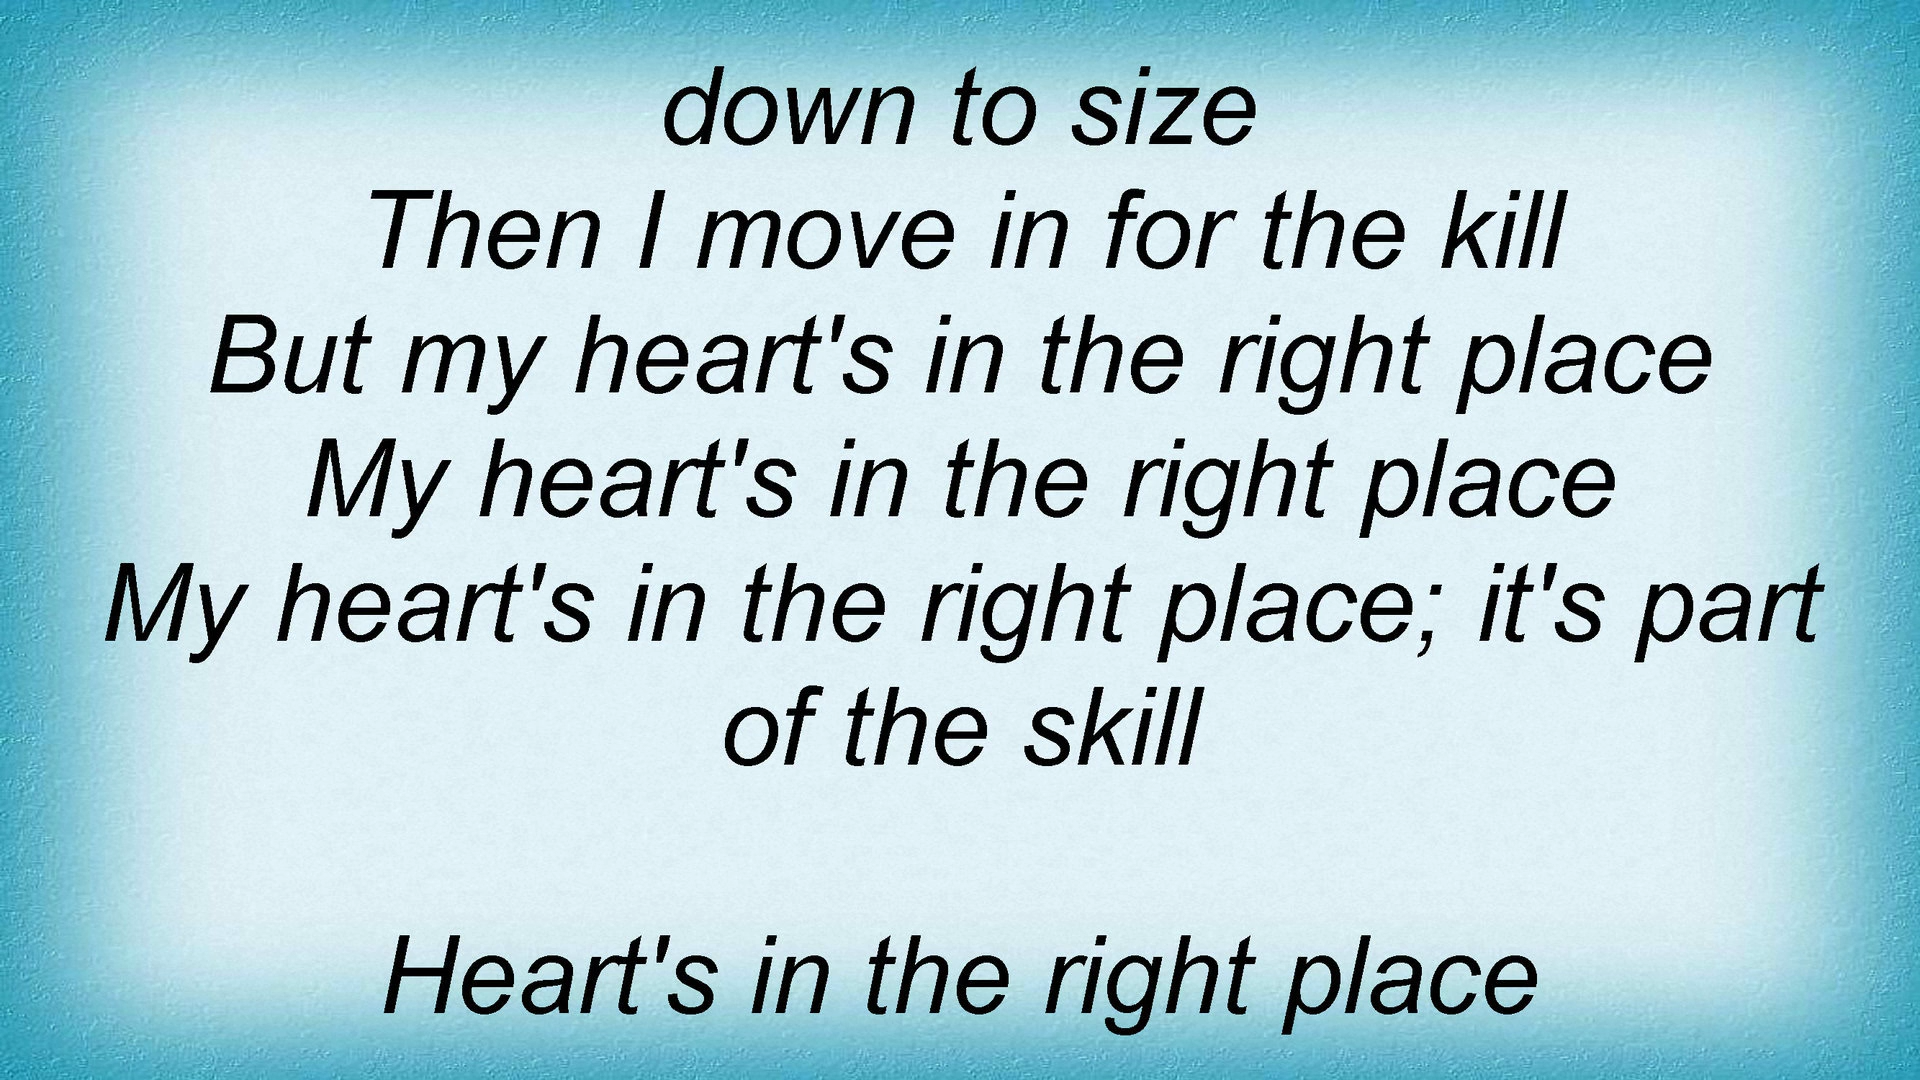 down to size
Then I move in for the kill
But my heart's in the right place
My heart's in the right place
My heart's in the right place; it's part
of the skill
Heart's in the right place